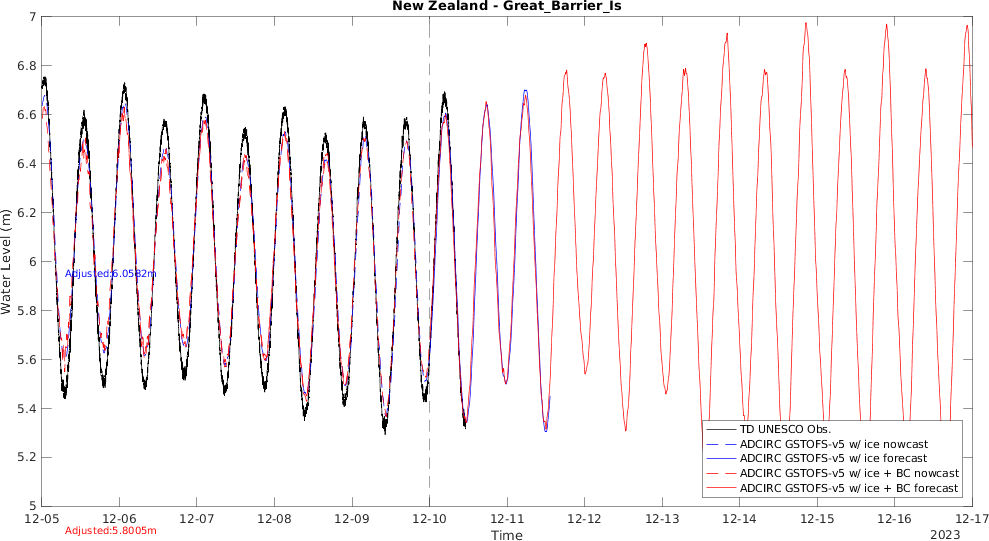 New Zealand - Great_Barrier_Is
7
6.8
6.6
6.4
6.2
6
5.8
5.6
5.4
5.2
5
Water Level (m)
Adjusted:6.0582m
Adjusted:5.8005m
TD UNESCO Obs.
ADCIRC GSTOFS-v5 w/ ice nowcast
ADCIRC GSTOFS-v5 w/ ice forecast
ADCIRC GSTOFS-v5 w/ ice + BC nowcast
ADCIRC GSTOFS-v5 w/ ice + BC forecast
12-05 12-06 12-07 12-08 12-09 12-10 12-11 12-12 12-13 12-14 12-15 12-16 12-17
Time
2023